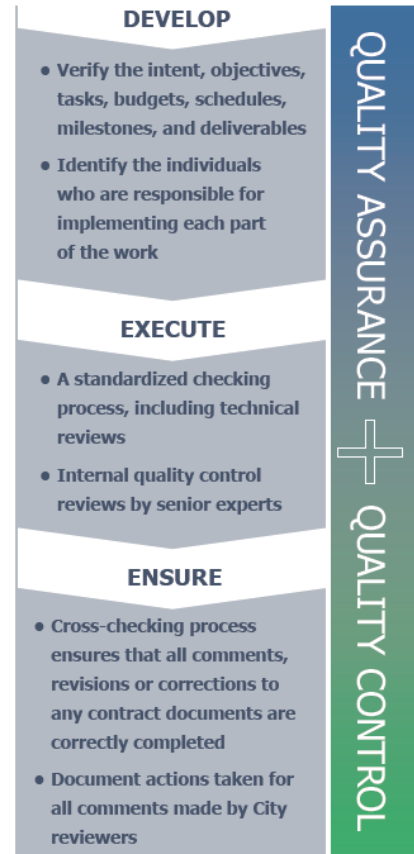 DEVELOP
• Verify the intent, objectives,
tasks, budgets, schedules,
milestones, and deliverables
• Identify the individuals
who are responsible for
implementing each part
of the work
EXECUTE
• A standardized checking
process, including technical
reviews
• Internal quality control
reviews by senior experts
ENSURE
• Cross-checking process
ensures that all comments,
revisions or corrections to
any contract documents are
correctly completed
• Document actions taken for
all comments made by City
reviewers
QUALITY ASSURANCE + QUALITY CONTROL